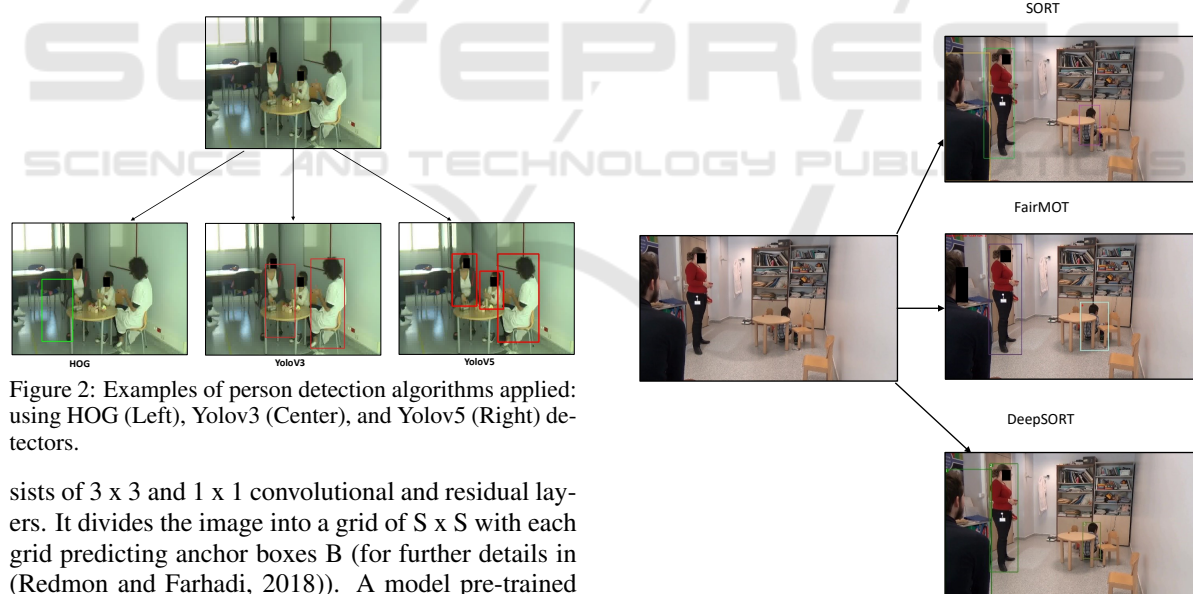 SCITEPRESS
SCIENCE AND TECHNOLOGY PUBLICATIONS
HOG
YoloV3
YoloV5
Figure 2: Examples of person detection algorithms applied:
using HOG (Left), Yolov3 (Center), and Yolov5 (Right) de-
tectors.
sists of 3 x 3 and 1 x 1 convolutional and residual lay-
ers. It divides the image into a grid of S x S with each
grid predicting anchor boxes B (for further details in
(Redmon and Farhadi, 2018)). A model pre-trained
SORT
FairMOT
DeepSORT